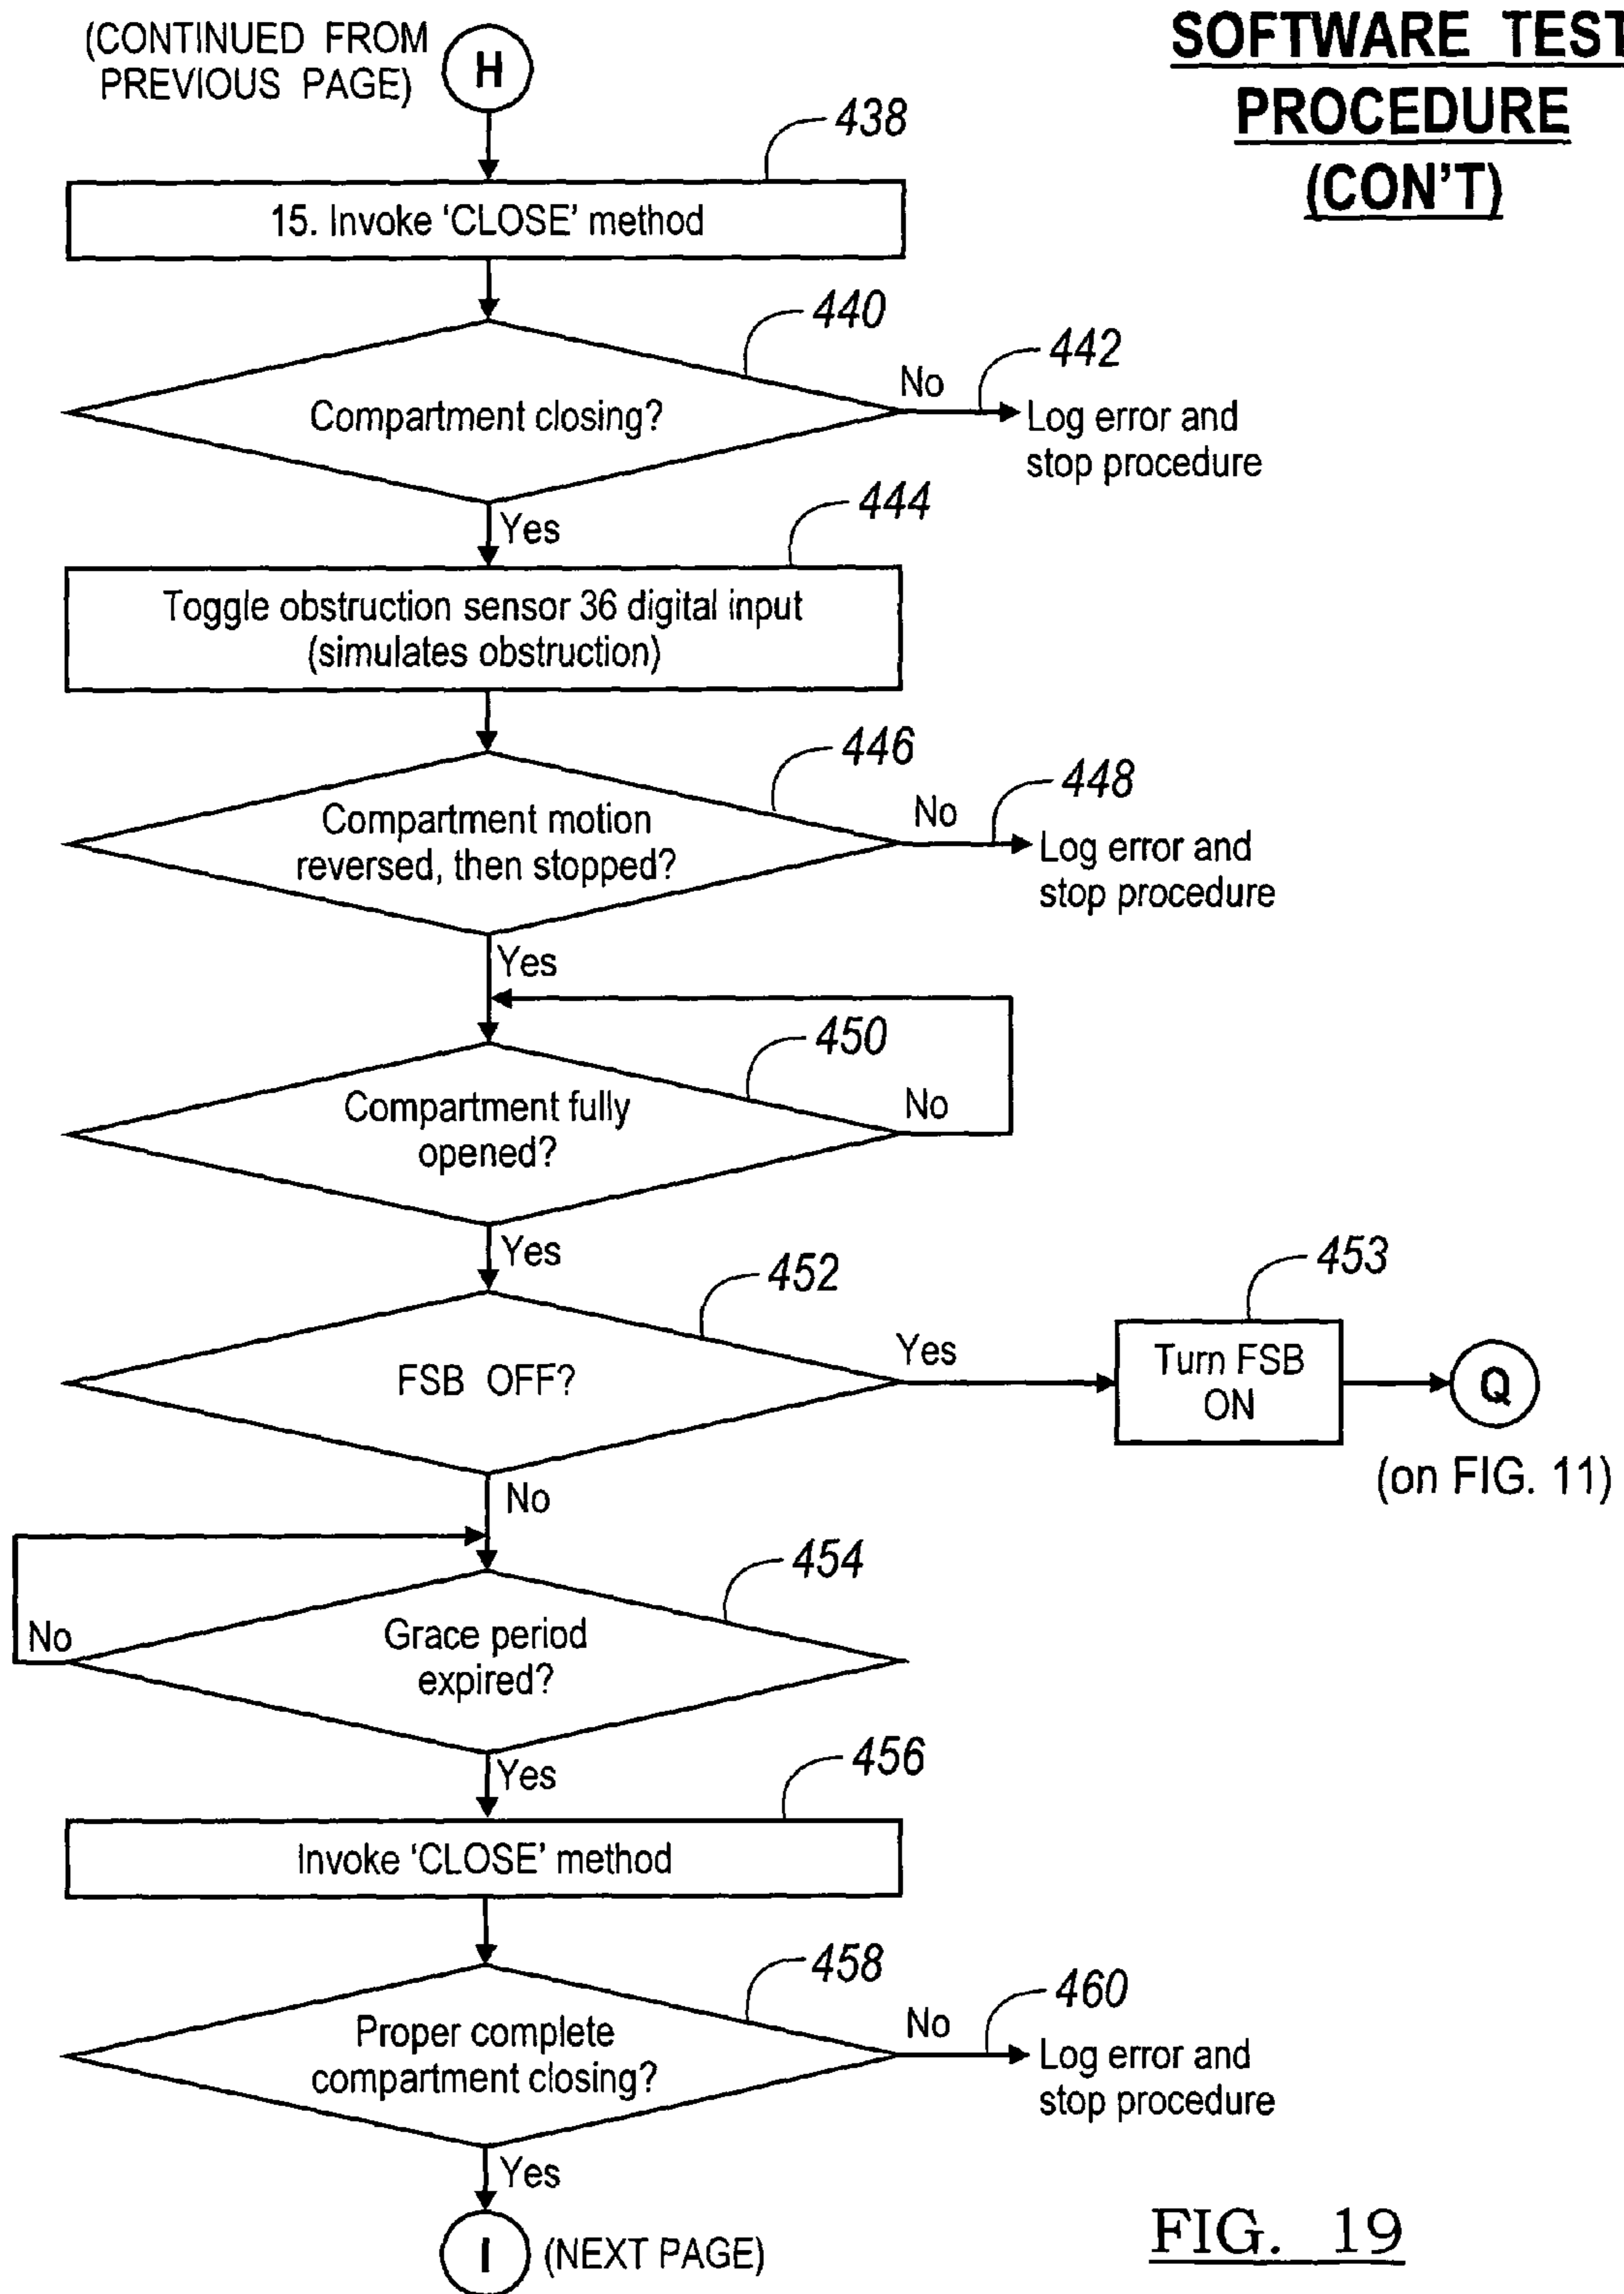 (CONTINUED FROM
PREVIOUS PAGE)
H
SOFTWARE TEST
PROCEDURE
(CON'T)
438
15. Invoke ‘CLOSE’ method
440
Compartment closing?
No
442
Log error and
stop procedure
Yes
444
Toggle obstruction sensor 36 digital input
(simulates obstruction)
446
Compartment motion
reversed, then stopped?
No
448
Log error and
stop procedure
Yes
450
Compartment fully
opened?
No
Yes
452
FSB OFF?
Yes
453
Turn FSB
ON
Q
(on FIG. 11)
No
454
Grace period
expired?
No
Yes
456
Invoke ‘CLOSE’ method
458
Proper complete
compartment closing?
No
460
Log error and
stop procedure
Yes
I
(NEXT PAGE)
FIG. 19